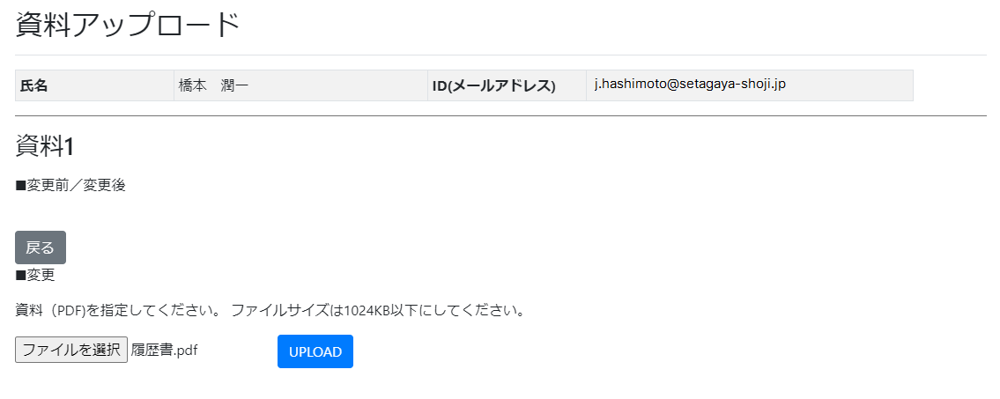 資料アップロード
氏名 橋本　潤一 ID(メールアドレス) j.hashimoto@setagaya-shoji.jp
資料1
■変更前／変更後
戻る
■変更
資料（PDF)を指定してください。 ファイルサイズは1024KB以下にしてください。
ファイルを選択 履歴書.pdf UPLOAD